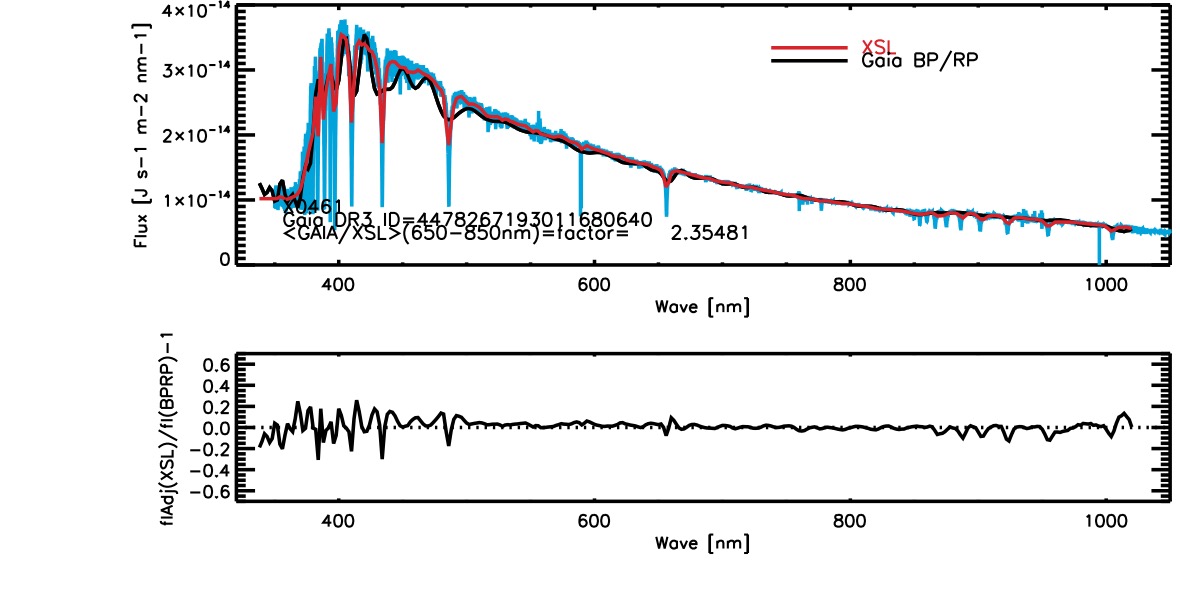 4×10−14
3×10−14
2×10−14
1×10−14
0
Flux [J s−1 m−2 nm−1]
XSL
Gaia BP/RP
X0461
Gaia DR3 ID=4478267193011680640
<GAIA/XSL>(650−850nm)=factor= 2.35481
400 600 800 1000
Wave [nm]
0.6
0.4
0.2
0.0
−0.2
−0.4
−0.6
flAdj(XSL)/fl(BPRP)−1
400 600 800 1000
Wave [nm]